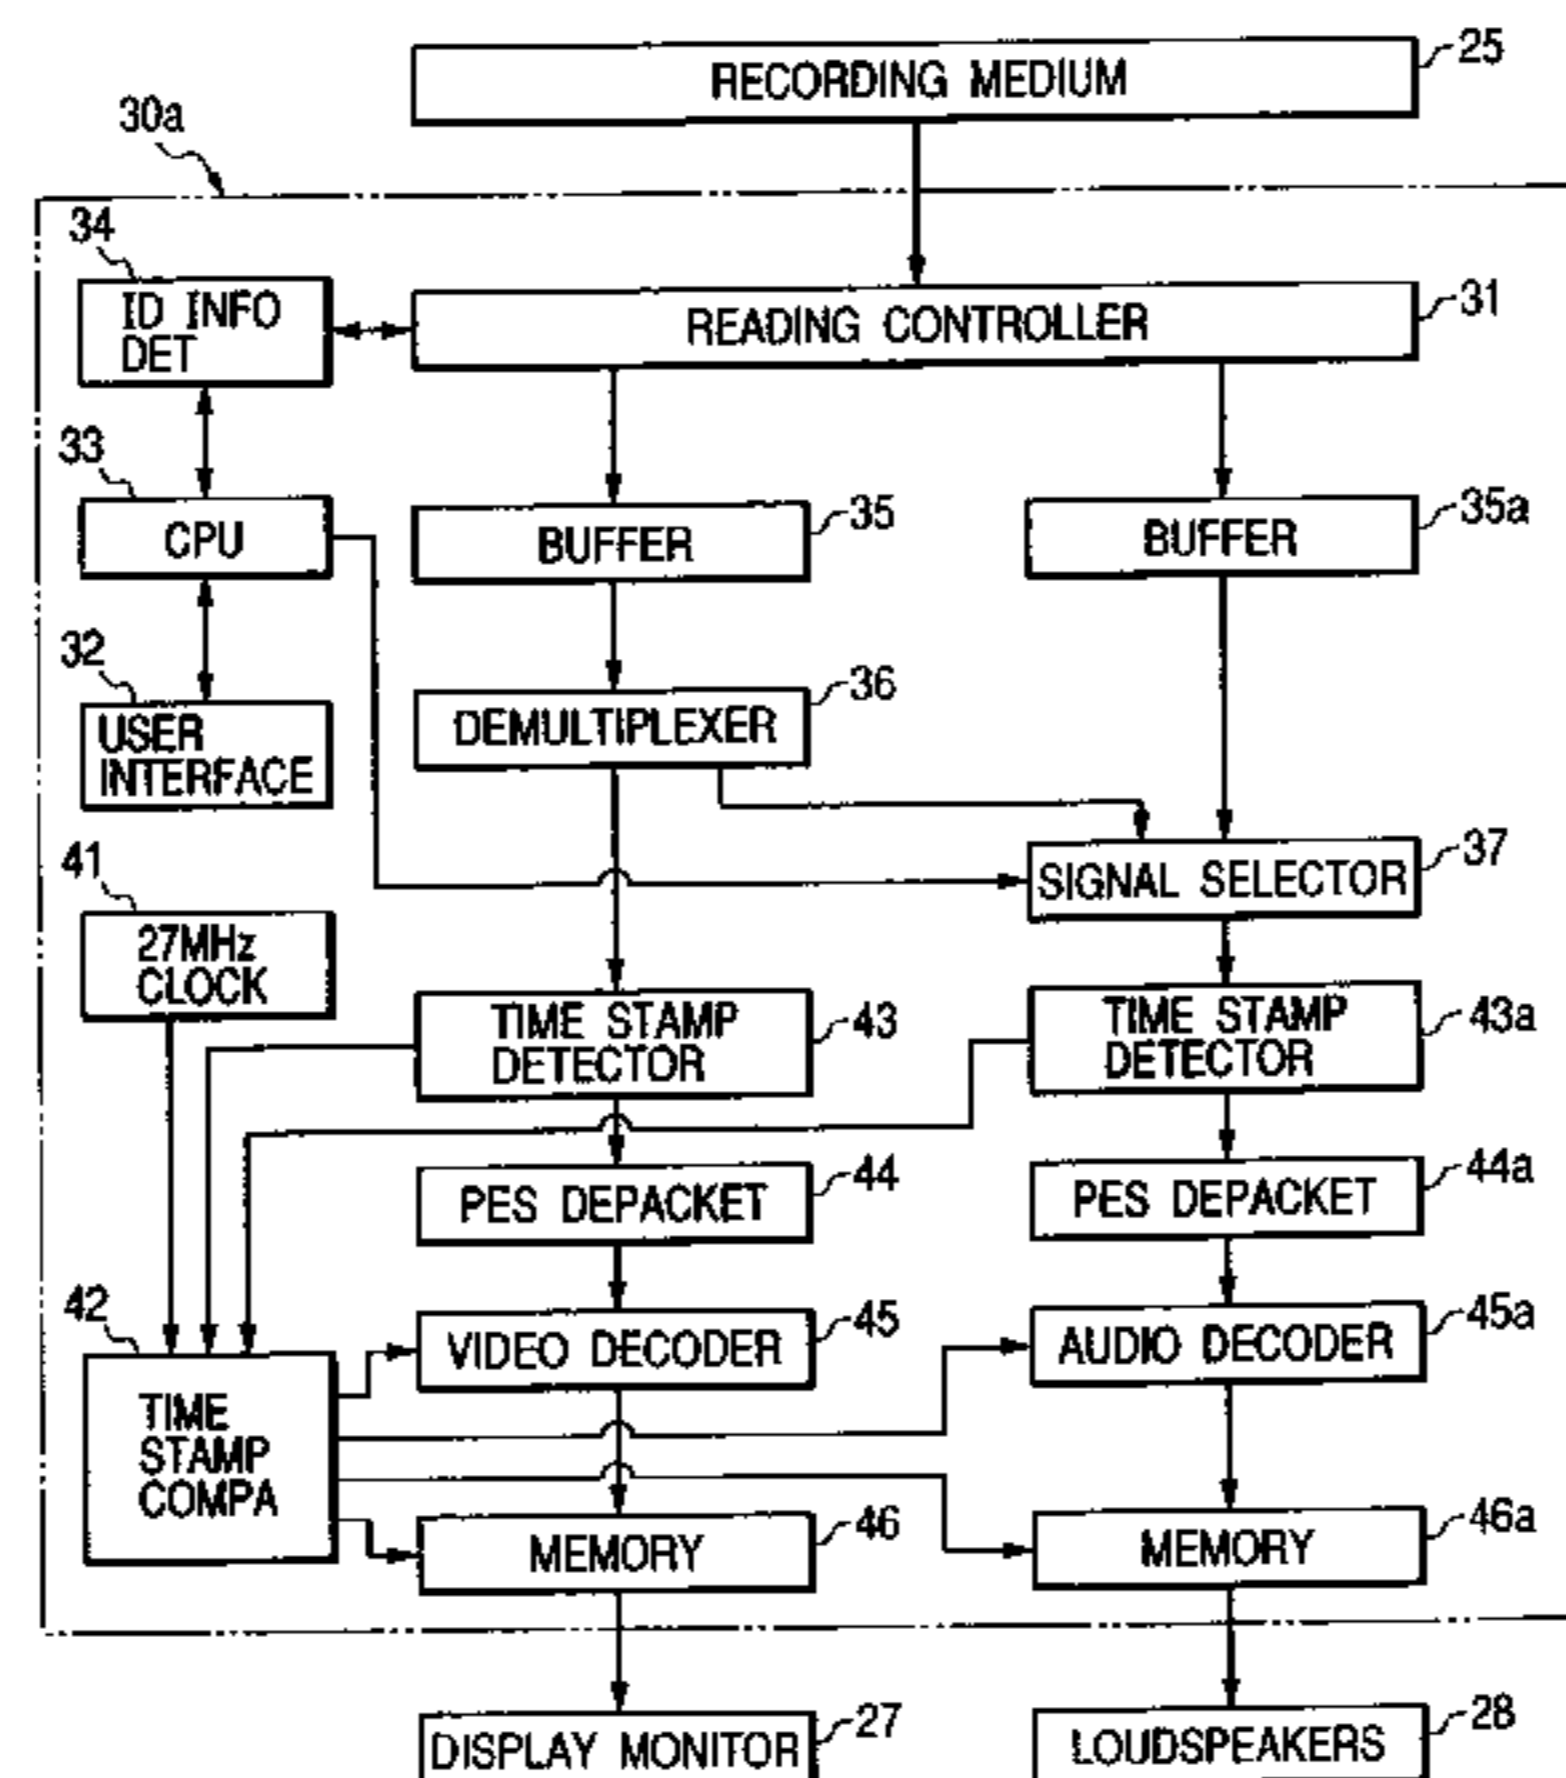 RECORDING MEDIUM
25
30a
34
ID INFO
DET
READING CONTROLLER
31
33
CPU
BUFFER
35
BUFFER
35a
32
USER
INTERFACE
DEMULTIPLEXER
36
SIGNAL SELECTOR
37
41
27MHz
CLOCK
TIME STAMP
DETECTOR
43
TIME STAMP
DETECTOR
43a
PES DEPACKET
44
PES DEPACKET
44a
42
TIME
STAMP
COMPA
VIDEO DECODER
45
AUDIO DECODER
45a
MEMORY
46
MEMORY
46a
DISPLAY MONITOR
27
LOUDSPEAKERS
28